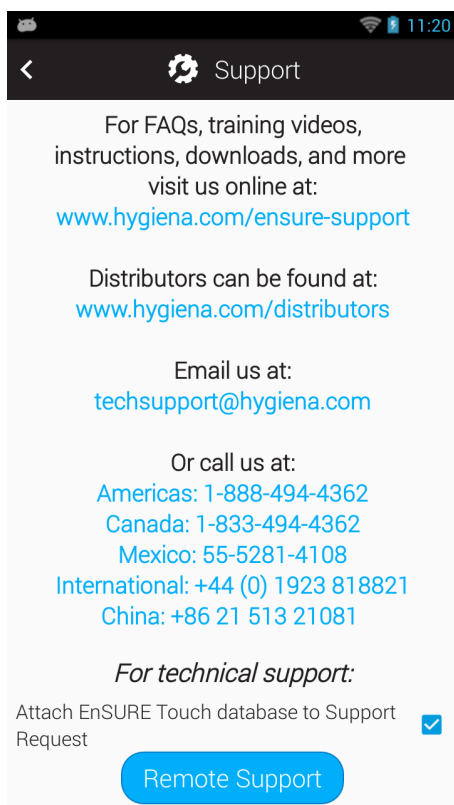 11:20
Support
For FAQs, training videos,
instructions, downloads, and more
visit us online at:
www.hygiena.com/ensure-support
Distributors can be found at:
www.hygiena.com/distributors
Email us at:
techsupport@hygiena.com
Or call us at:
Americas: 1-888-494-4362
Canada: 1-833-494-4362
Mexico: 55-5281-4108
International: +44 (0) 1923 818821
China: +86 21 513 21081
For technical support:
Attach EnSURE Touch database to Support
Request
Remote Support